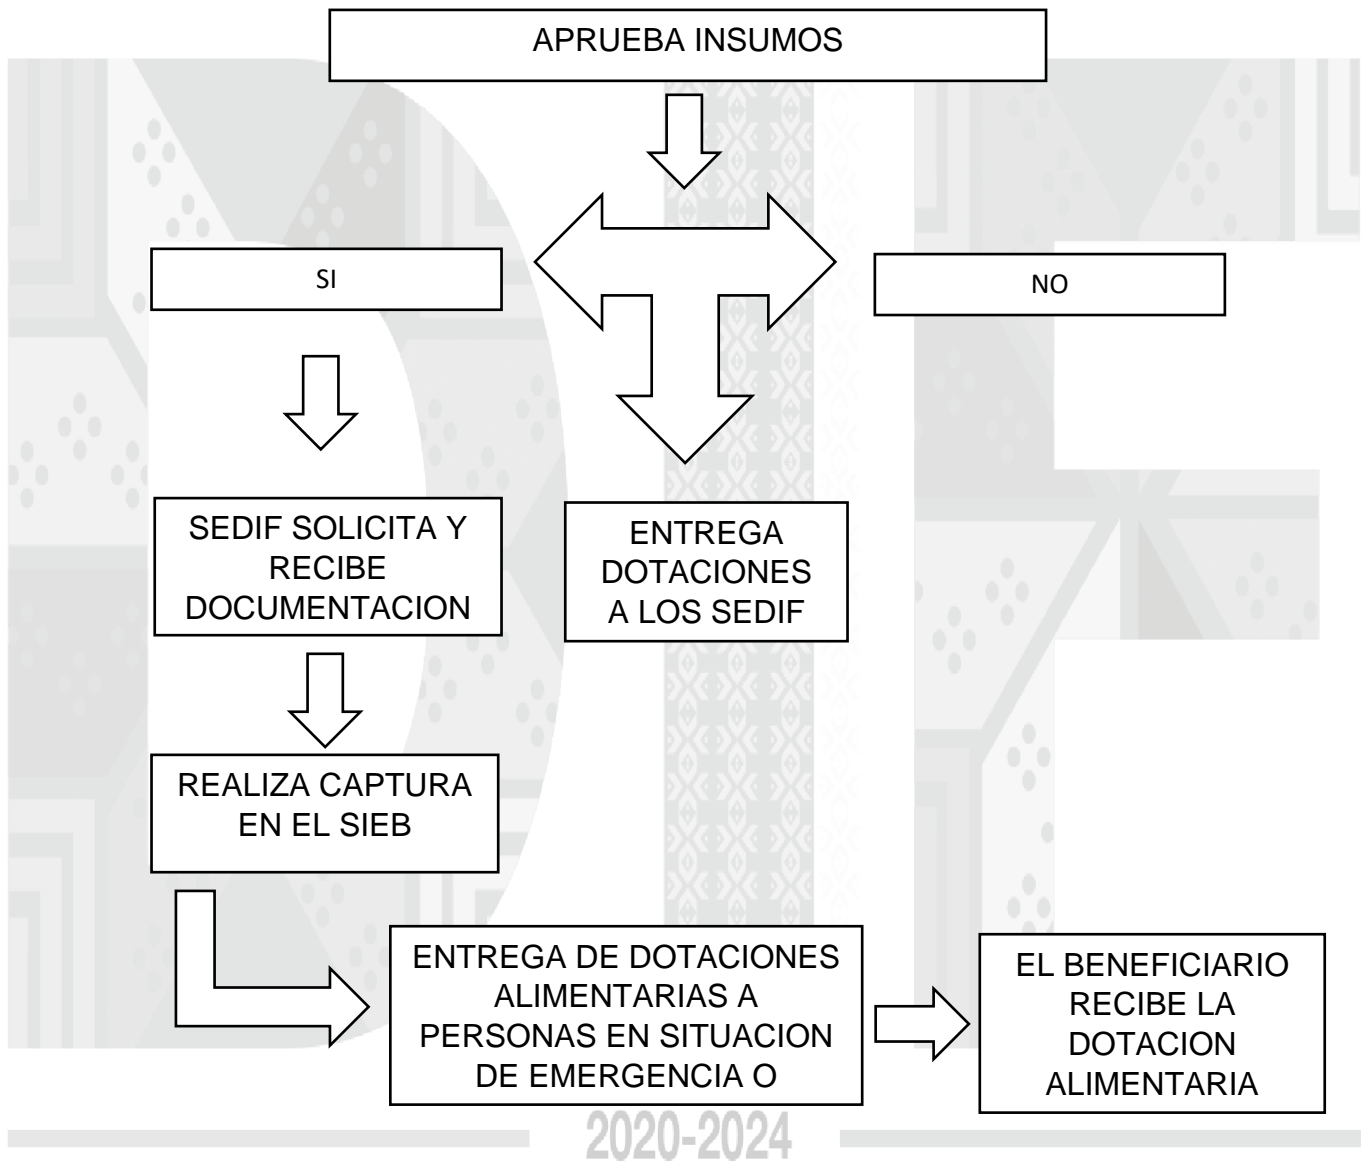 APRUEBA INSUMOS
SI
NO
SEDIF SOLICITA Y
RECIBE
DOCUMENTACION
ENTREGA
DOTACIONES
A LOS SEDIF
REALIZA CAPTURA
EN EL SIEB
ENTREGA DE DOTACIONES
ALIMENTARIAS A
PERSONAS EN SITUACION
DE EMERGENCIA O
EL BENEFICIARIO
RECIBE LA
DOTACION
ALIMENTARIA
2020-2024
DIF